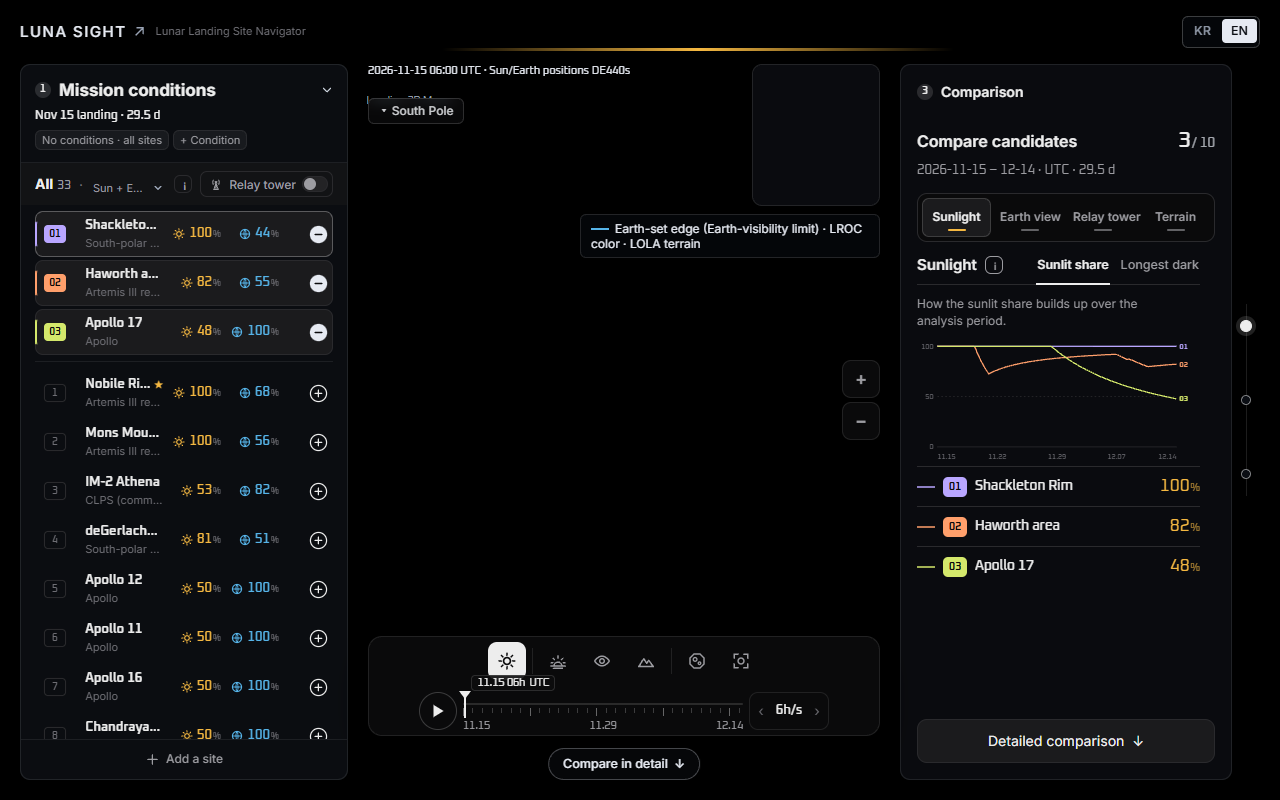 LUNA SIGHT ↗ Lunar Landing Site Navigator
KR EN
1 Mission conditions
Nov 15 landing · 29.5 d
No conditions · all sites + Condition
All 33 · Sun + E... i Relay tower
01 Shackleto... 100% 44%
South-polar ...
02 Haworth a... 82% 55%
Artemis III re...
03 Apollo 17 48% 100%
Apollo
1 Nobile Ri... ★ 100% 68%
Artemis III re...
2 Mons Mou... 100% 56%
Artemis III re...
3 IM-2 Athena 53% 82%
CLPS (comm...
4 deGerlach... 81% 51%
South-polar ...
5 Apollo 12 50% 100%
Apollo
6 Apollo 11 50% 100%
Apollo
7 Apollo 16 50% 100%
Apollo
8 Chandraya... 50% 100%
+ Add a site
2026-11-15 06:00 UTC · Sun/Earth positions DE440s
South Pole
Earth-set edge (Earth-visibility limit) · LROC
color · LOLA terrain
+
−
11.15 06h UTC
11.15 11.29 12.14
‹ 6h/s ›
Compare in detail ↓
3 Comparison
Compare candidates 3 / 10
2026-11-15 – 12-14 · UTC · 29.5 d
Sunlight Earth view Relay tower Terrain
Sunlight i Sunlit share Longest dark
How the sunlit share builds up over the
analysis period.
100 01
02
50 03
0
11.15 11.22 11.29 12.07 12.14
01 Shackleton Rim 100%
02 Haworth area 82%
03 Apollo 17 48%
Detailed comparison ↓